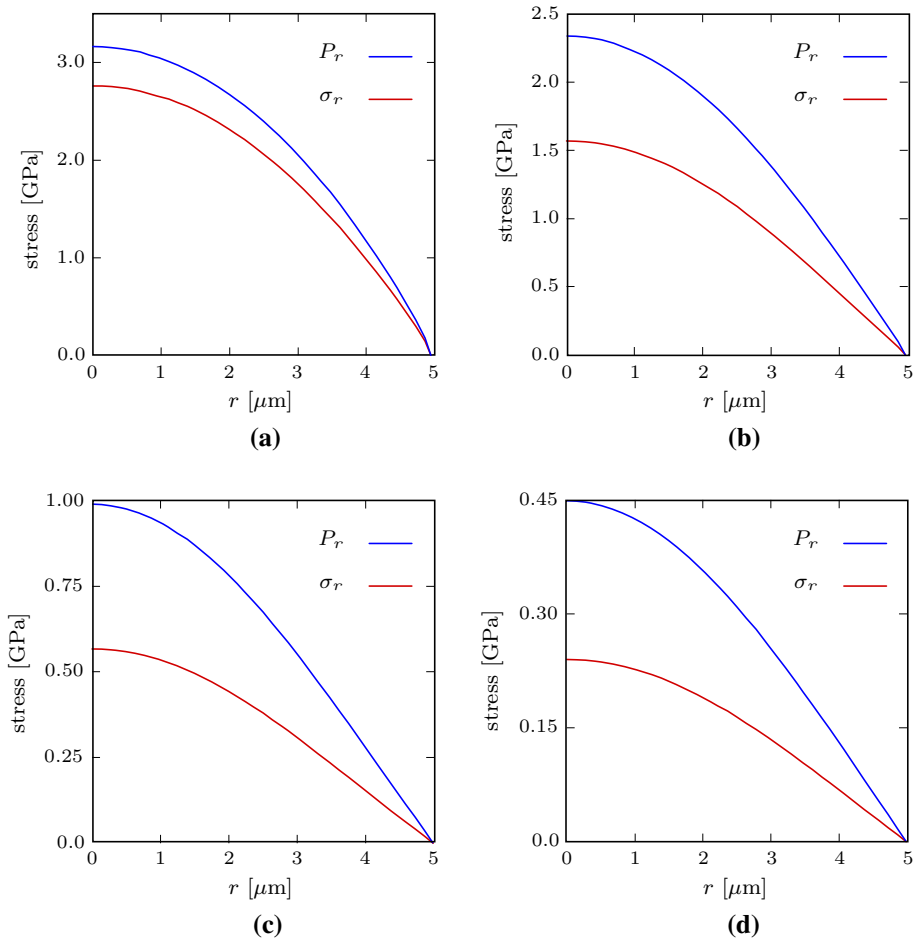 3.0
2.0
1.0
0.0
stress [GPa]
P_r
σ_r
0 1 2 3 4 5
r [μm]
(a)
2.5
2.0
1.5
1.0
0.5
0.0
stress [GPa]
P_r
σ_r
0 1 2 3 4 5
r [μm]
(b)
1.00
0.75
0.50
0.25
0.0
stress [GPa]
P_r
σ_r
0 1 2 3 4 5
r [μm]
(c)
0.45
0.30
0.15
0.0
stress [GPa]
P_r
σ_r
0 1 2 3 4 5
r [μm]
(d)